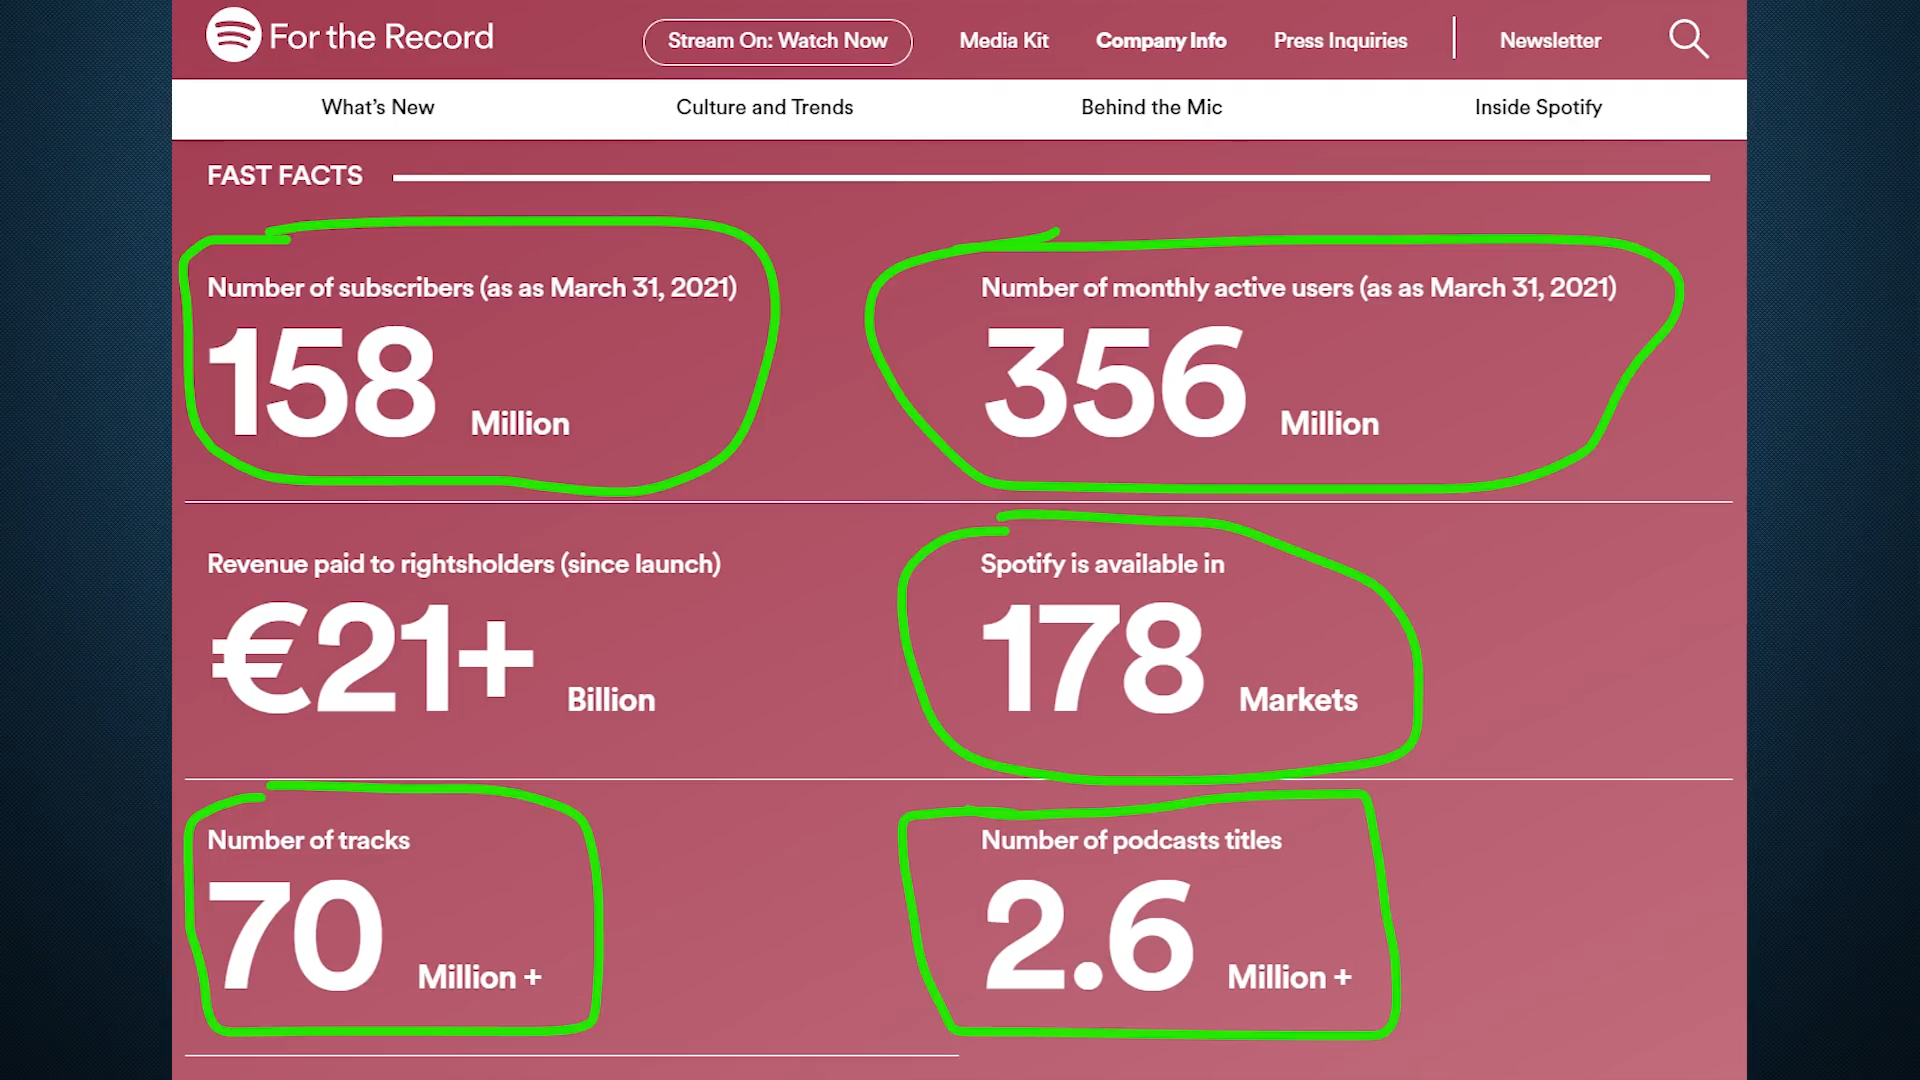 For the Record
Stream On: Watch Now
Media Kit
Company Info
Press Inquiries
Newsletter
What's New
Culture and Trends
Behind the Mic
Inside Spotify
FAST FACTS
Number of subscribers (as as March 31, 2021)
158 Million
Number of monthly active users (as as March 31, 2021)
356 Million
Revenue paid to rightsholders (since launch)
€21+ Billion
Spotify is available in
178 Markets
Number of tracks
70 Million +
Number of podcasts titles
2.6 Million +